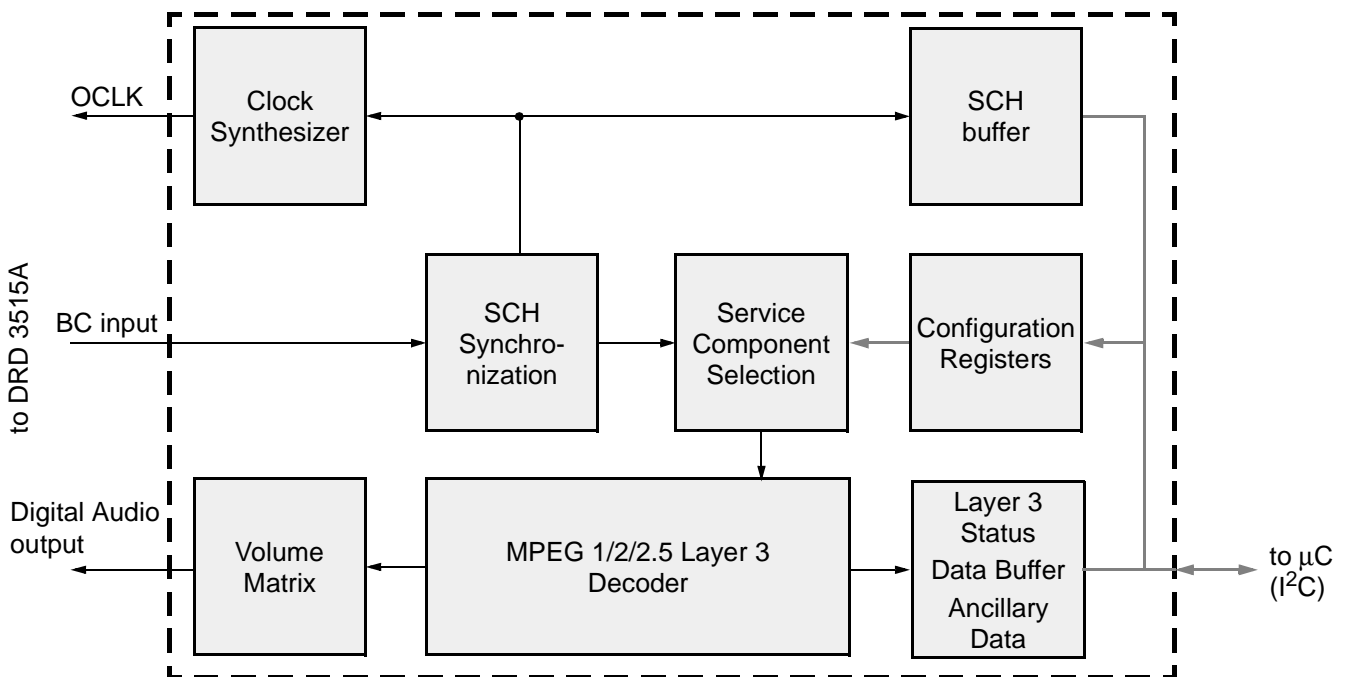 OCLK
Clock
Synthesizer
SCH
buffer
to DRD 3515A
BC input
SCH
Synchro-
nization
Service
Component
Selection
Configuration
Registers
Digital Audio
output
Volume
Matrix
MPEG 1/2/2.5 Layer 3
Decoder
Layer 3
Status
Data Buffer
Ancillary
Data
to μC
(I²C)